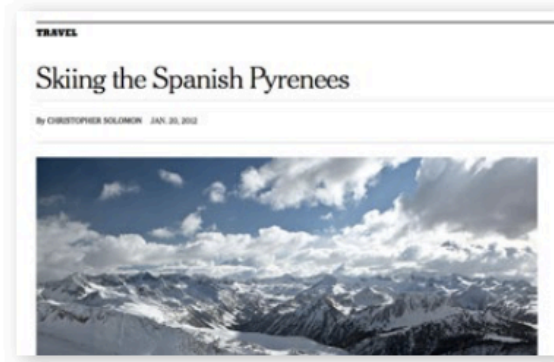 TRAVEL
Skiing the Spanish Pyrenees
By CHRISTOPHER SOLOMON JAN. 20, 2012